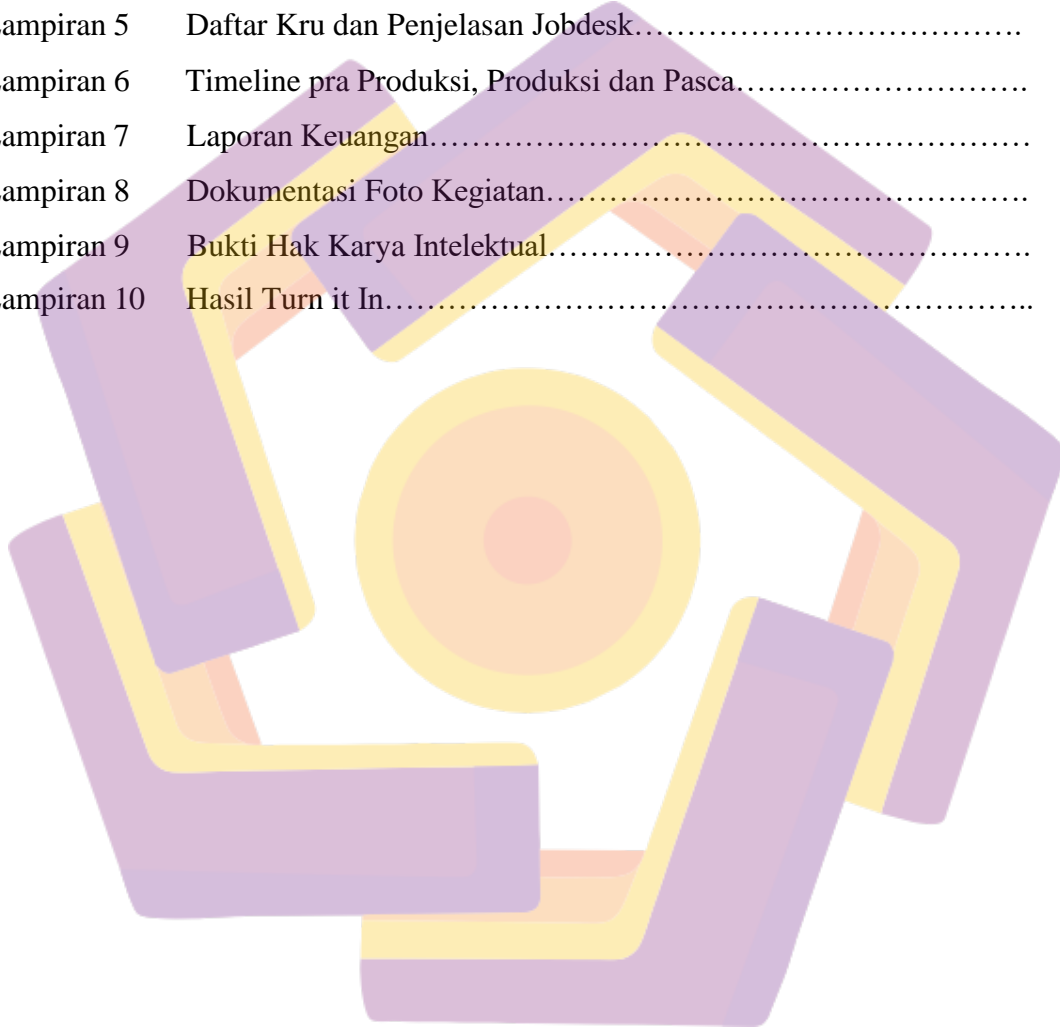 ampiran 5 Daftar Kru dan Penjelasan Jobdesk……………………………….
ampiran 6 Timeline pra Produksi, Produksi dan Pasca……………………….
ampiran 7 Laporan Keuangan…………………………………………………
ampiran 8 Dokumentasi Foto Kegiatan……………………………………….
ampiran 9 Bukti Hak Karya Intelektual……………………………………….
ampiran 10 Hasil Turn it In……………………………………………………..